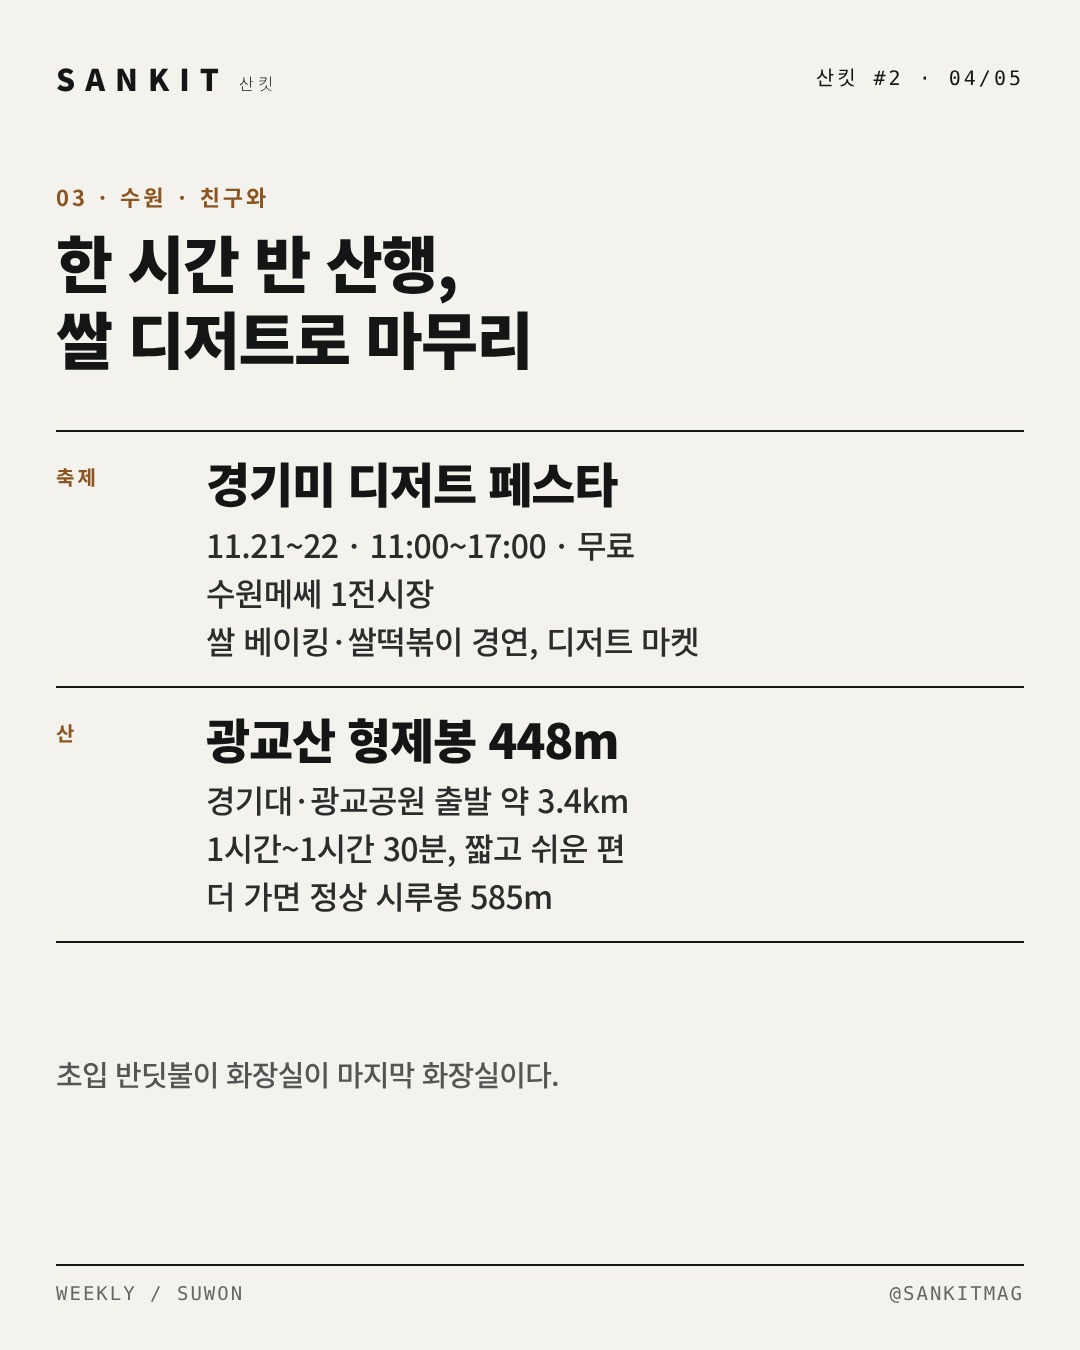 SANKIT 산킷
산킷 #2 · 04/05
03 · 수원 · 친구와
한 시간 반 산행,
쌀 디저트로 마무리
축제
경기미 디저트 페스타
11.21~22 · 11:00~17:00 · 무료
수원메쎄 1전시장
쌀 베이킹·쌀떡볶이 경연, 디저트 마켓
산
광교산 형제봉 448m
경기대·광교공원 출발 약 3.4km
1시간~1시간 30분, 짧고 쉬운 편
더 가면 정상 시루봉 585m
초입 반딧불이 화장실이 마지막 화장실이다.
WEEKLY / SUWON
@SANKITMAG